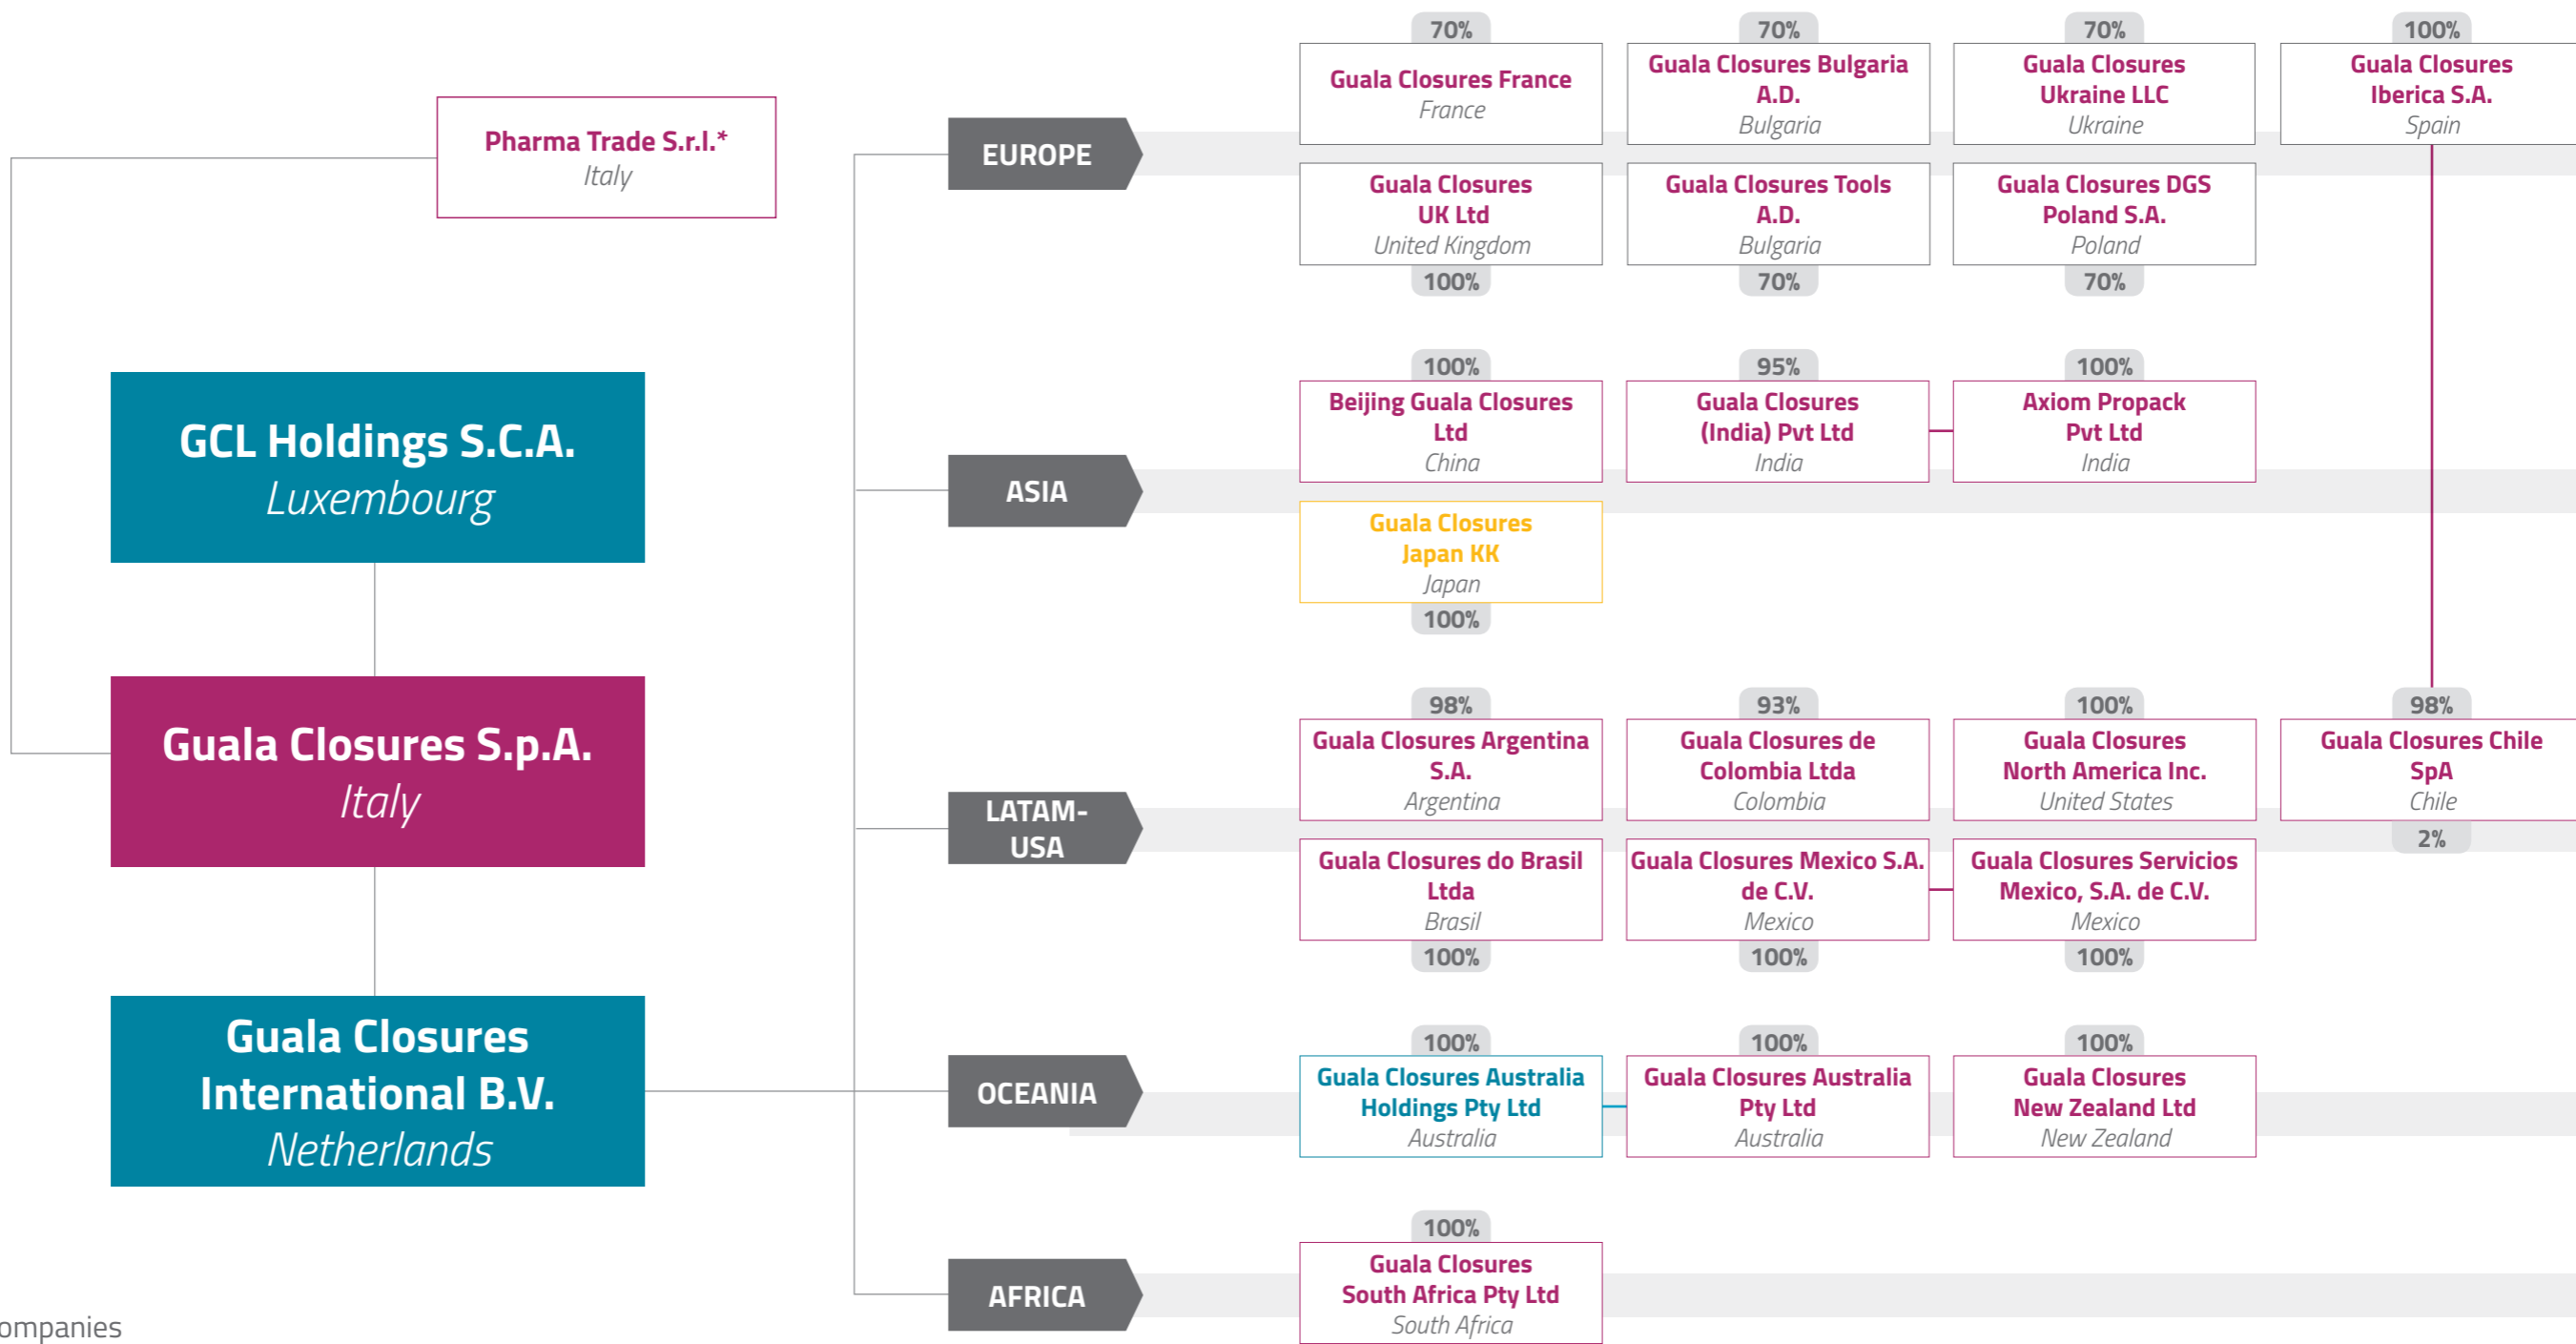 Pharma Trade S.r.l.*
Italy
GCL Holdings S.C.A.
Luxembourg
Guala Closures S.p.A.
Italy
Guala Closures
International B.V.
Netherlands
EUROPE
70%
Guala Closures France
France
70%
Guala Closures Bulgaria
A.D.
Bulgaria
70%
Guala Closures
Ukraine LLC
Ukraine
100%
Guala Closures
Iberica S.A.
Spain
Guala Closures
UK Ltd
United Kingdom
100%
Guala Closures Tools
A.D.
Bulgaria
70%
Guala Closures DGS
Poland S.A.
Poland
70%
ASIA
100%
Beijing Guala Closures
Ltd
China
95%
Guala Closures
(India) Pvt Ltd
India
100%
Axiom Propack
Pvt Ltd
India
Guala Closures
Japan KK
Japan
100%
LATAM-
USA
98%
Guala Closures Argentina
S.A.
Argentina
93%
Guala Closures de
Colombia Ltda
Colombia
100%
Guala Closures
North America Inc.
United States
98%
Guala Closures Chile
SpA
Chile
2%
Guala Closures do Brasil
Ltda
Brasil
100%
Guala Closures Mexico S.A.
de C.V.
Mexico
100%
Guala Closures Servicios
Mexico, S.A. de C.V.
Mexico
100%
OCEANIA
100%
Guala Closures Australia
Holdings Pty Ltd
Australia
100%
Guala Closures Australia
Pty Ltd
Australia
100%
Guala Closures
New Zealand Ltd
New Zealand
AFRICA
100%
Guala Closures
South Africa Pty Ltd
South Africa
ompanies